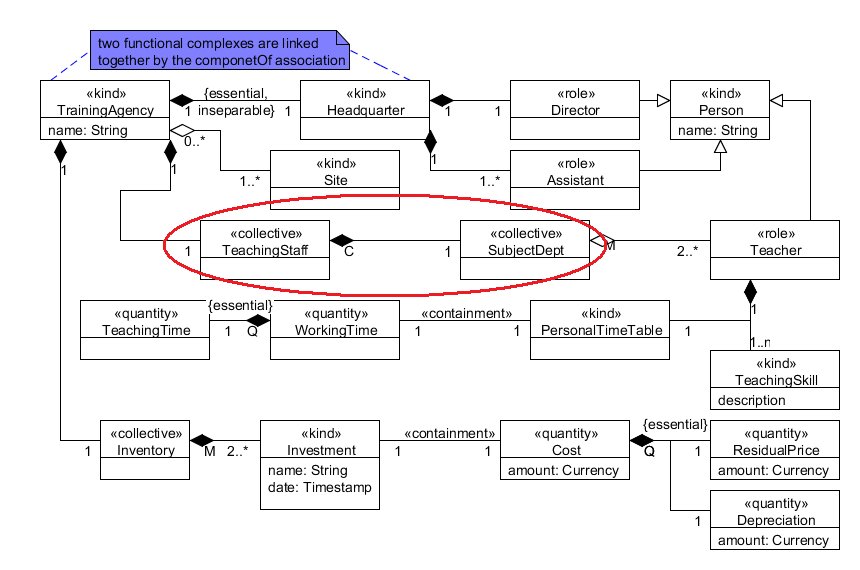 two functional complexes are linked
together by the componetOf association
«kind»
TrainingAgency
name: String
1
{essential,
inseparable}
1
«kind»
Headquarter
1
1
«role»
Director
«kind»
Person
name: String
0..*
1..*
«kind»
Site
1
1..*
«role»
Assistant
1
1
1
«collective»
TeachingStaff
C
1
«collective»
SubjectDept
M
2..*
«role»
Teacher
«quantity»
TeachingTime
{essential}
1
Q
«quantity»
WorkingTime
«containment»
1
1
«kind»
PersonalTimeTable
1
1
1..n
«kind»
TeachingSkill
description
1
«collective»
Inventory
M
2..*
«kind»
Investment
name: String
date: Timestamp
«containment»
1
1
«quantity»
Cost
amount: Currency
{essential}
Q
1
«quantity»
ResidualPrice
amount: Currency
1
«quantity»
Depreciation
amount: Currency